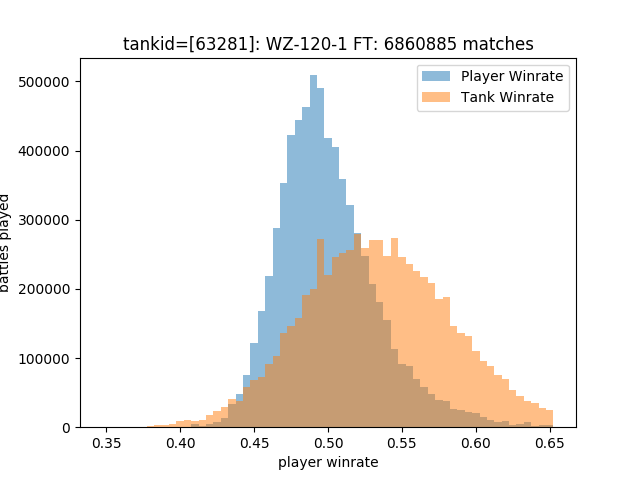 tankid=[63281]: WZ-120-1 FT: 6860885 matches
Player Winrate
Tank Winrate
500000
400000
300000
200000
100000
0
battles played
0.35 0.40 0.45 0.50 0.55 0.60 0.65
player winrate